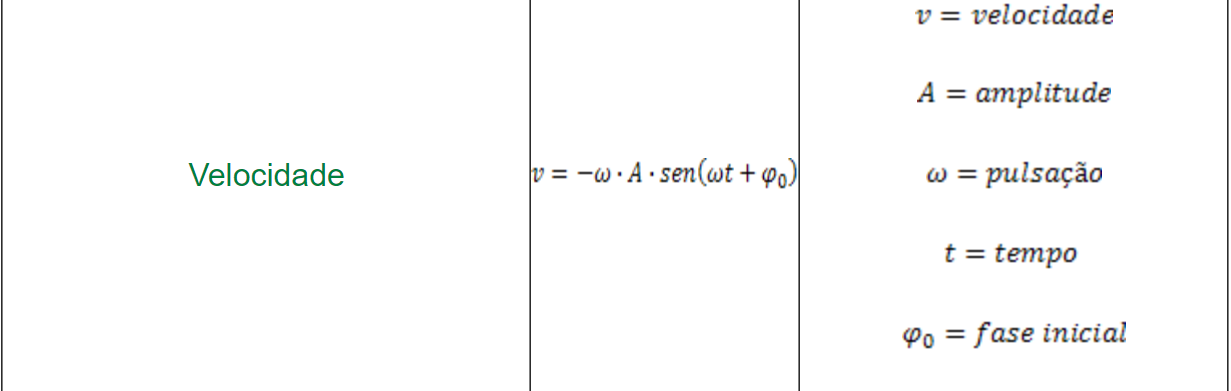 Velocidade
v = −ω · A · sen(ωt + φ₀)
v = velocidade
A = amplitude
ω = pulsação
t = tempo
φ₀ = fase inicial